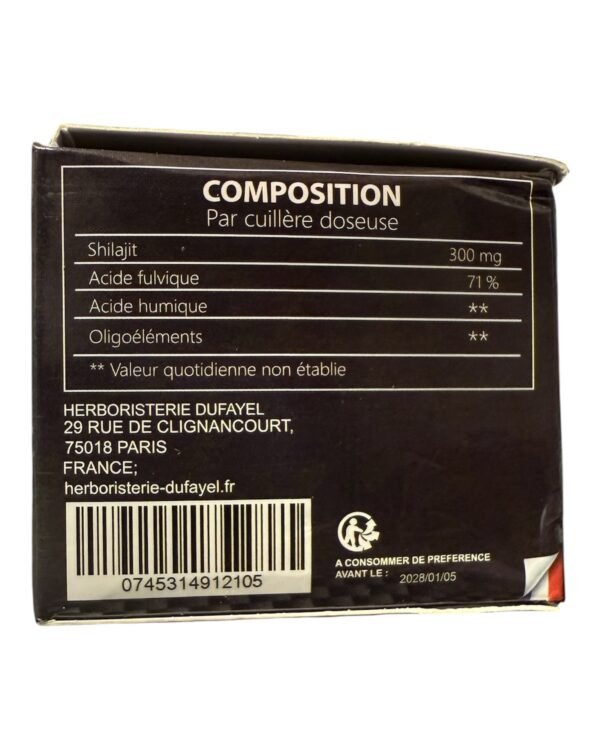 COMPOSITION
Par cuillère doseuse
Shilajit 300 mg
Acide fulvique 71 %
Acide humique **
Oligoéléments **
** Valeur quotidienne non établie
HERBORISTERIE DUFAYEL
29 RUE DE CLIGNANCOURT,
75018 PARIS
FRANCE;
herboristerie-dufayel.fr
0745314912105
A CONSOMMER DE PREFERENCE
AVANT LE : 2028/01/05